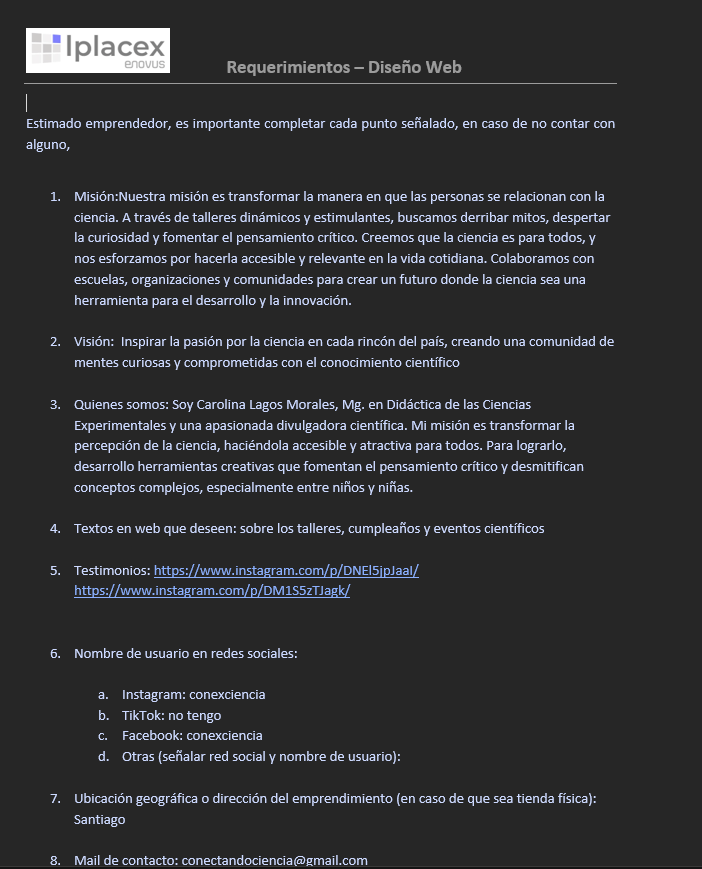 Iplacex
enovus
Requerimientos – Diseño Web
Estimado emprendedor, es importante completar cada punto señalado, en caso de no contar con
alguno,
1. Misión:Nuestra misión es transformar la manera en que las personas se relacionan con la
ciencia. A través de talleres dinámicos y estimulantes, buscamos derribar mitos, despertar
la curiosidad y fomentar el pensamiento crítico. Creemos que la ciencia es para todos, y
nos esforzamos por hacerla accesible y relevante en la vida cotidiana. Colaboramos con
escuelas, organizaciones y comunidades para crear un futuro donde la ciencia sea una
herramienta para el desarrollo y la innovación.
2. Visión: Inspirar la pasión por la ciencia en cada rincón del país, creando una comunidad de
mentes curiosas y comprometidas con el conocimiento científico
3. Quienes somos: Soy Carolina Lagos Morales, Mg. en Didáctica de las Ciencias
Experimentales y una apasionada divulgadora científica. Mi misión es transformar la
percepción de la ciencia, haciéndola accesible y atractiva para todos. Para lograrlo,
desarrollo herramientas creativas que fomentan el pensamiento crítico y desmitifican
conceptos complejos, especialmente entre niños y niñas.
4. Textos en web que deseen: sobre los talleres, cumpleaños y eventos científicos
5. Testimonios: https://www.instagram.com/p/DNEl5jpJaaI/
https://www.instagram.com/p/DM1S5zTJagk/
6. Nombre de usuario en redes sociales:
a. Instagram: conexciencia
b. TikTok: no tengo
c. Facebook: conexciencia
d. Otras (señalar red social y nombre de usuario):
7. Ubicación geográfica o dirección del emprendimiento (en caso de que sea tienda física):
Santiago
8. Mail de contacto: conectandociencia@gmail.com